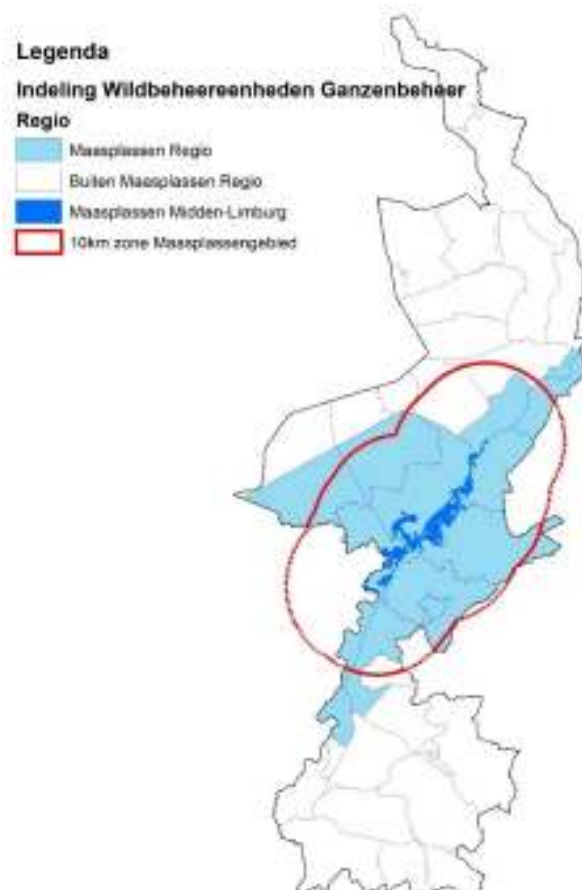 Legenda
Indeling Wildbeheereenheden Ganzenbeheer
Regio
Maasplassen Regio
Buiten Maasplassen Regio
Maasplassen Midden-Limburg
10km zone Maasplassengebied